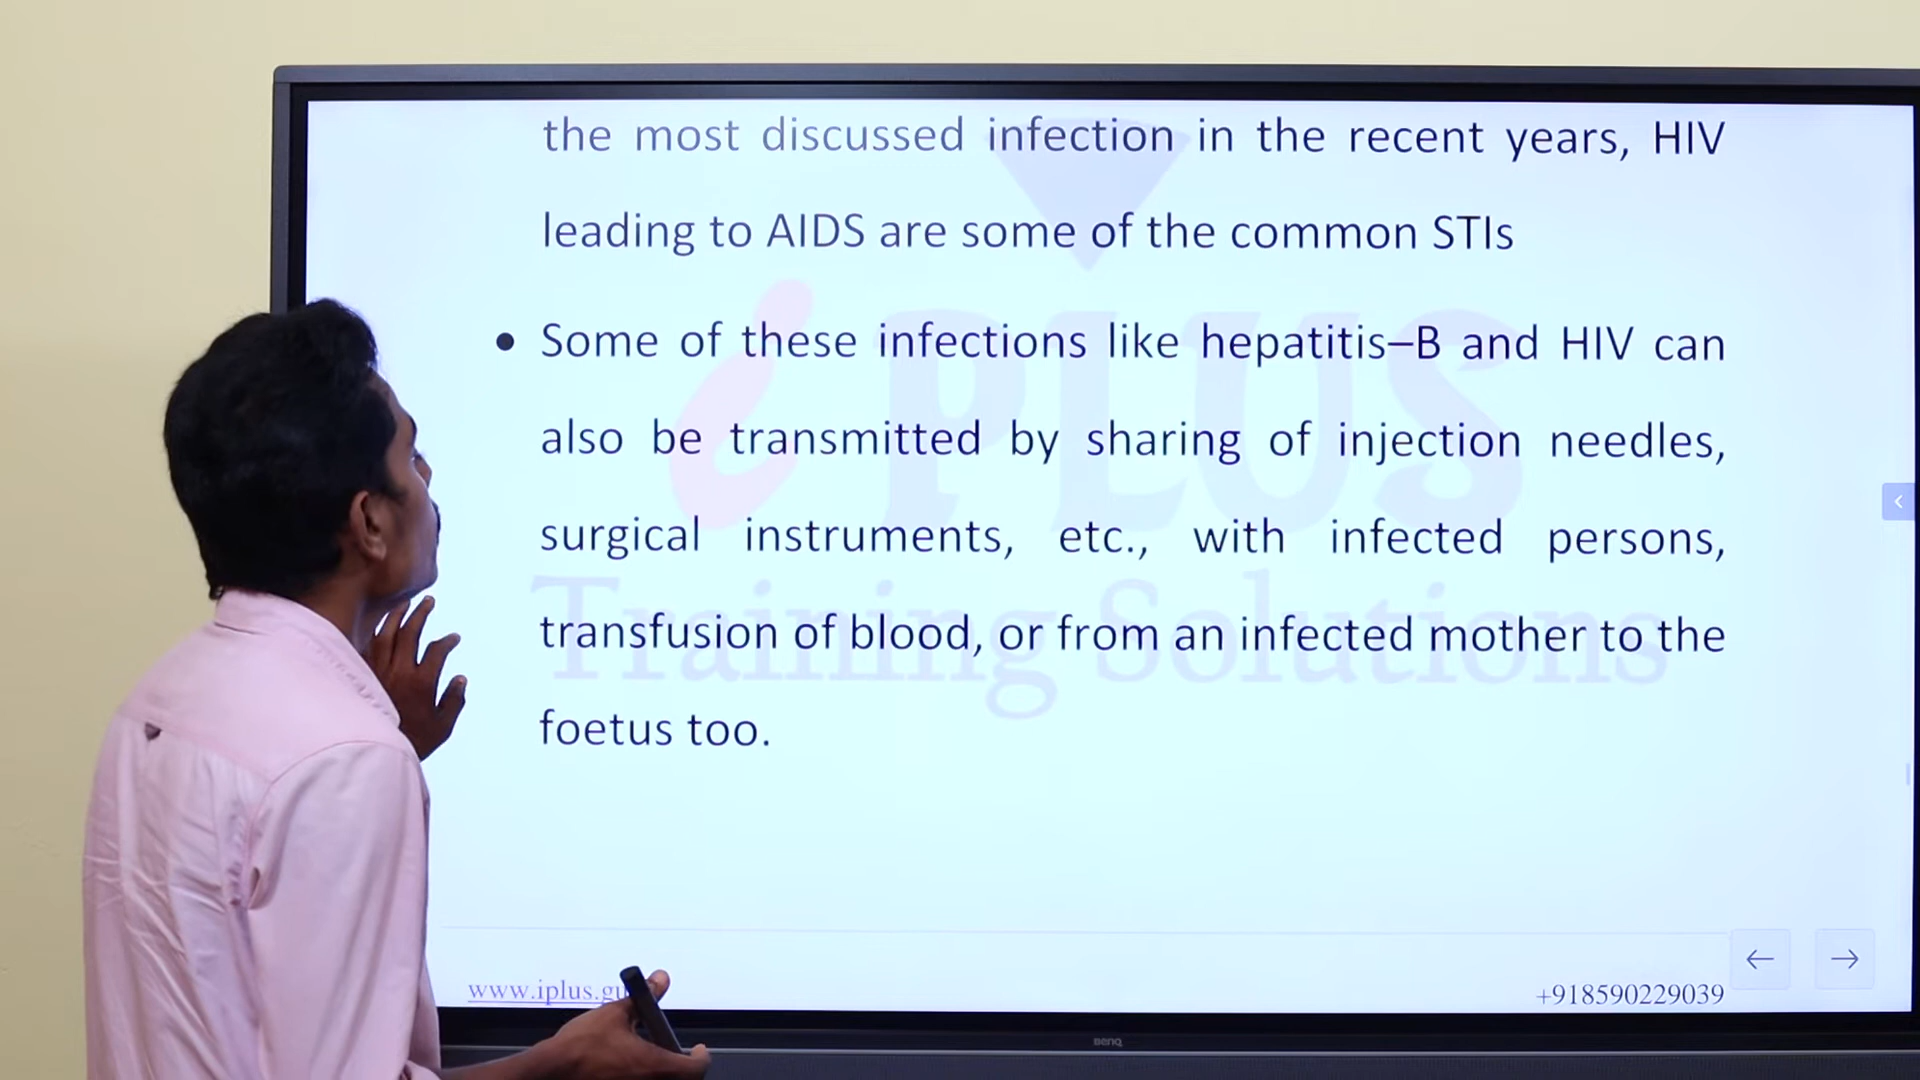 the most discussed infection in the recent years, HIV
leading to AIDS are some of the common STIs
• Some of these infections like hepatitis–B and HIV can
also be transmitted by sharing of injection needles,
surgical instruments, etc., with infected persons,
transfusion of blood, or from an infected mother to the
foetus too.
i PLUS
Training Solutions
www.iplus.gu
+918590229039
BenQ